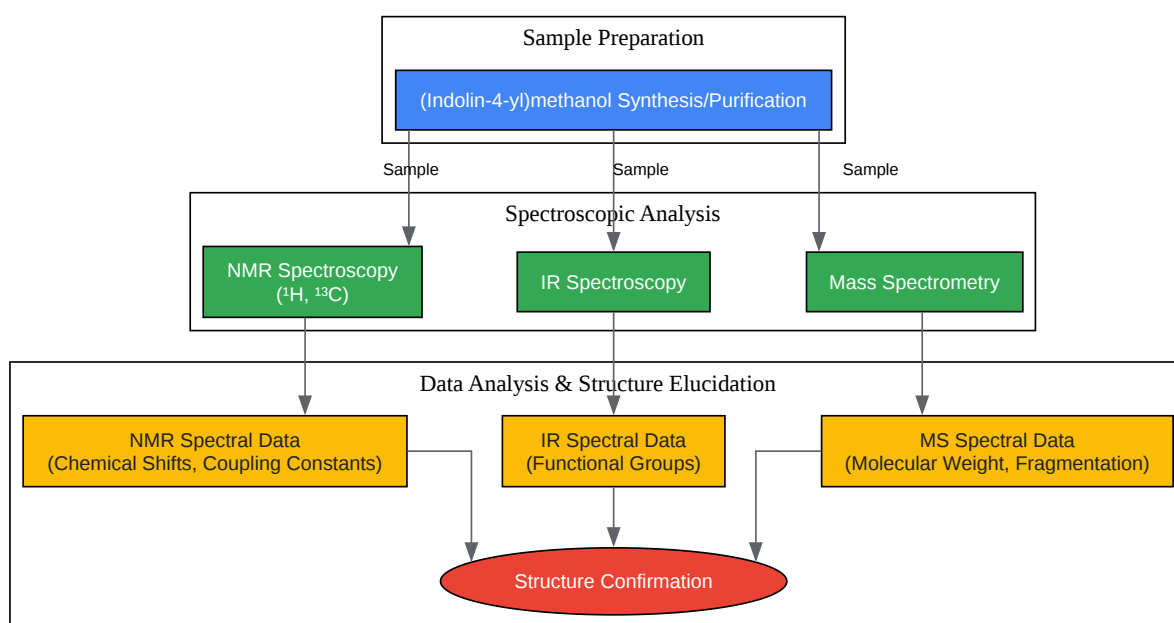 Sample Preparation
(Indolin-4-yl)methanol Synthesis/Purification
Sample
Sample
Sample
Spectroscopic Analysis
NMR Spectroscopy
(¹H, ¹³C)
IR Spectroscopy
Mass Spectrometry
Data Analysis & Structure Elucidation
NMR Spectral Data
(Chemical Shifts, Coupling Constants)
IR Spectral Data
(Functional Groups)
MS Spectral Data
(Molecular Weight, Fragmentation)
Structure Confirmation